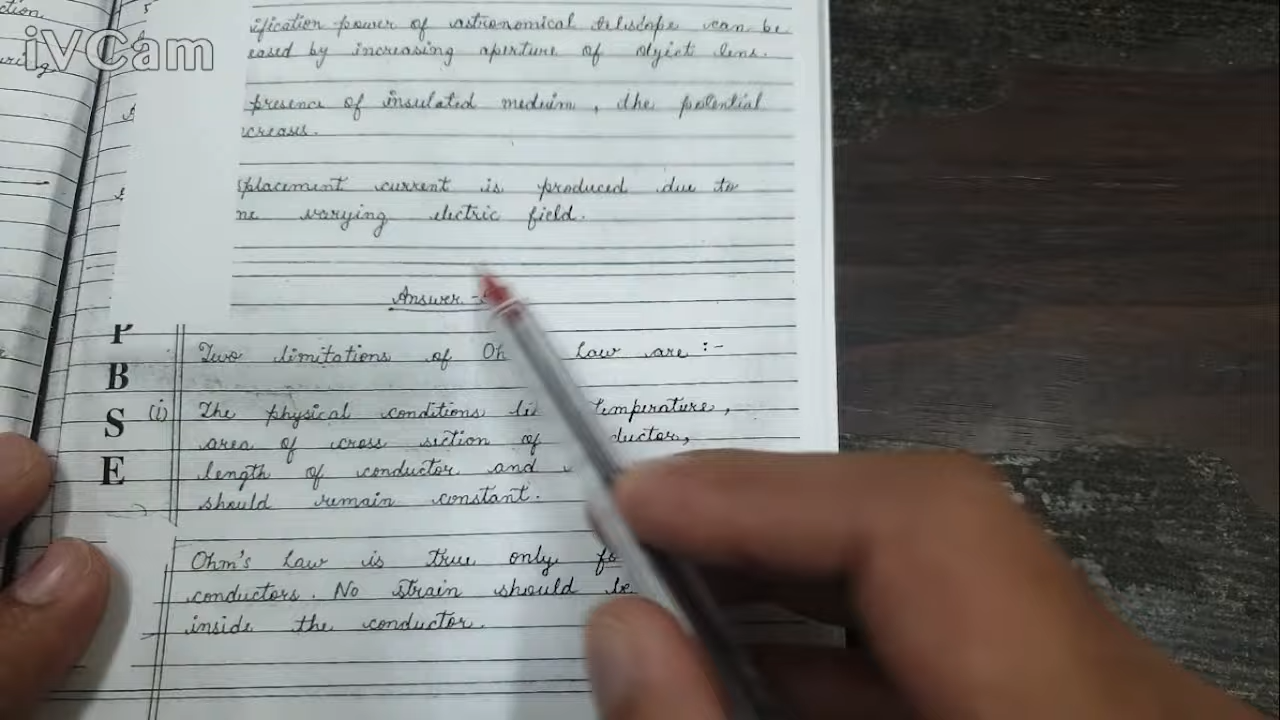 iVCam
ification power of astronomical teliscope can be
eased by increasing aperture of object lens.
presence of insulated medium, the potential
creases.
splacement current is produced due to
me varying electric field.
Answer
Two limitations of Oh Law are :-
P
B
S
E
(i) The physical conditions li temperature,
area of cross section of ductor,
length of conductor and
should remain constant.
Ohm's Law is true only fo
conductors. No strain should be
inside the conductor.